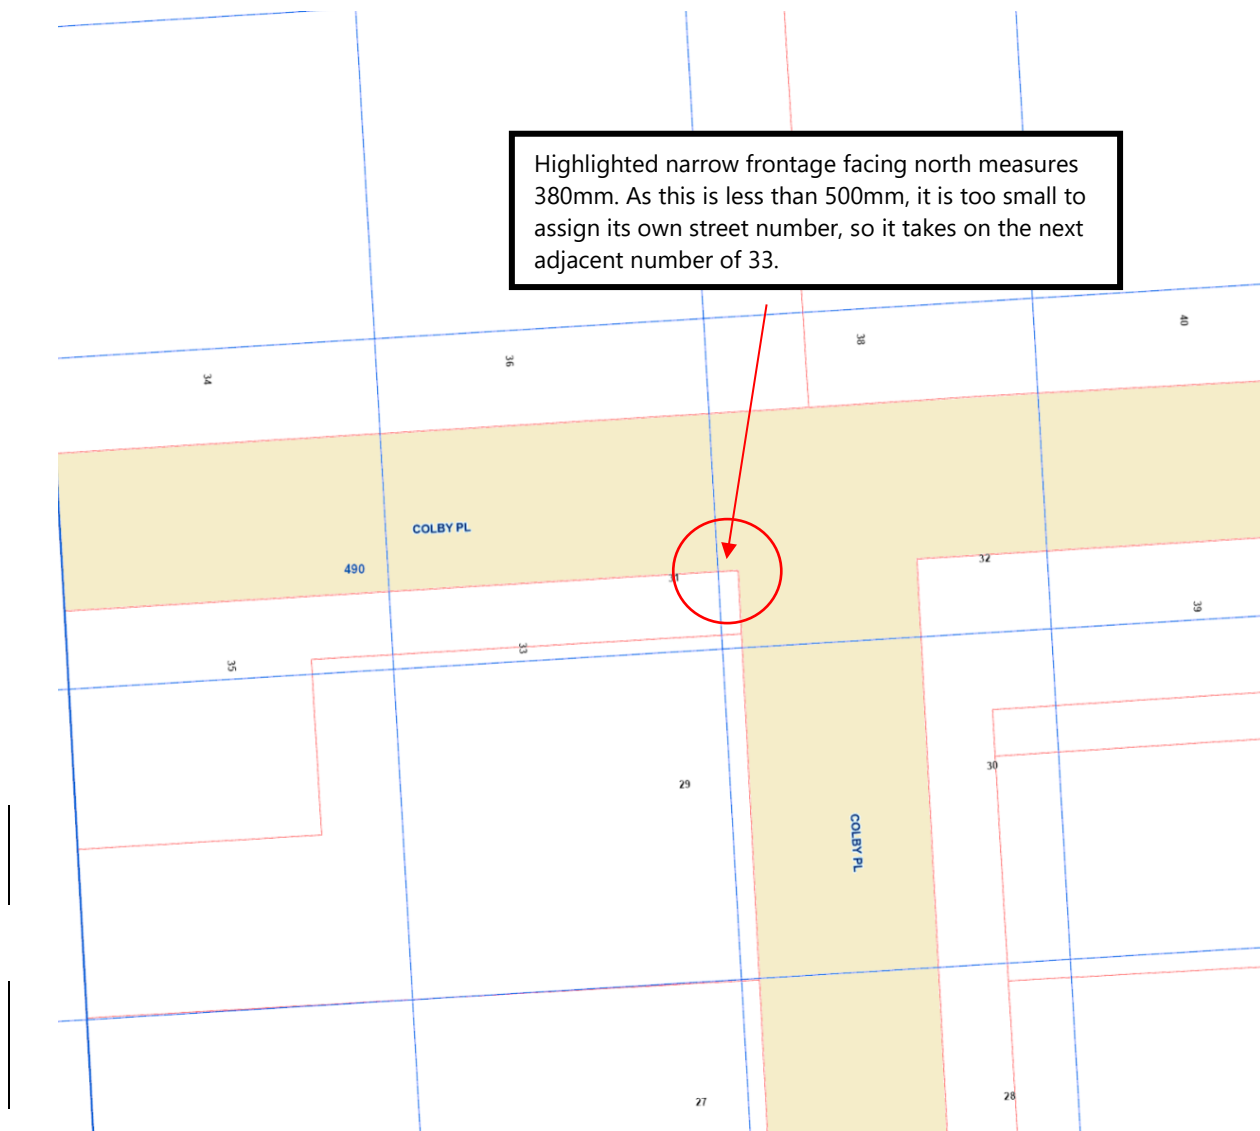 Highlighted narrow frontage facing north measures
380mm. As this is less than 500mm, it is too small to
assign its own street number, so it takes on the next
adjacent number of 33.
34
36
38
40
COLBY PL
490
31
32
33
35
39
29
30
COLBY PL
27
28